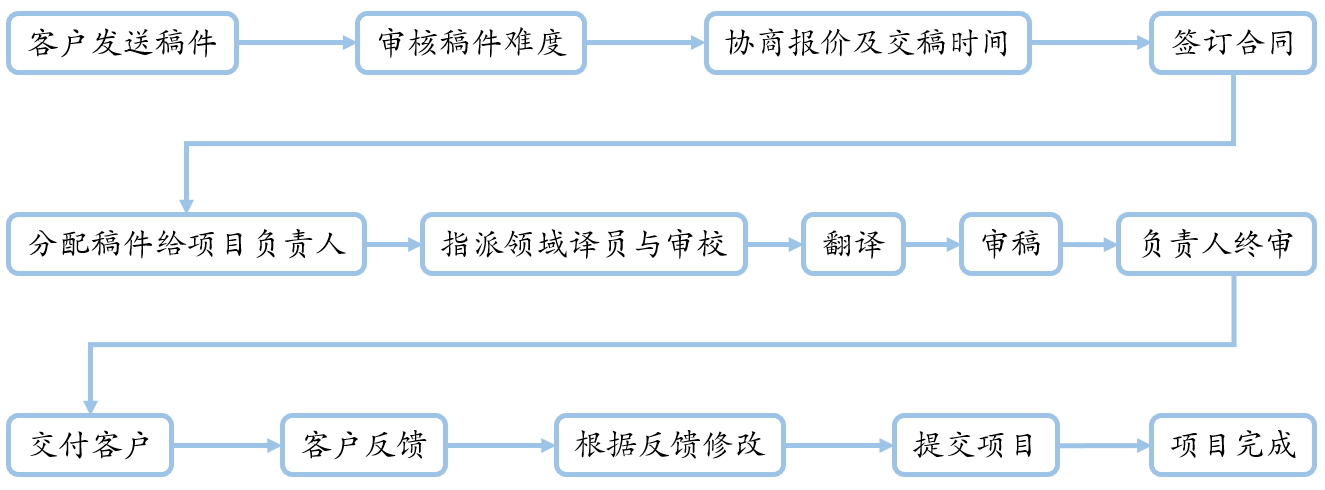 客户发送稿件
审核稿件难度
协商报价及交稿时间
签订合同
分配稿件给项目负责人
指派领域译员与审校
翻译
审稿
负责人终审
交付客户
客户反馈
根据反馈修改
提交项目
项目完成